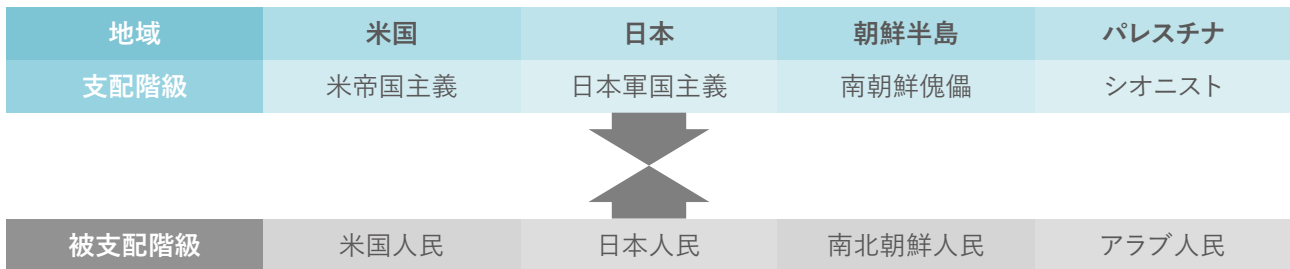 地域 米国 日本 朝鮮半島 パレスチナ
支配階級 米帝国主義 日本軍国主義 南朝鮮傀儡 シオニスト
被支配階級 米国人民 日本人民 南北朝鮮人民 アラブ人民